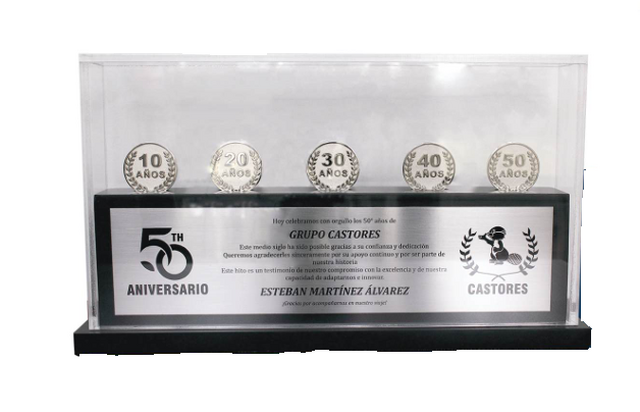 10
AÑOS
20
AÑOS
30
AÑOS
40
AÑOS
50
AÑOS
50TH
ANIVERSARIO
Hoy celebramos con orgullo los 50º años de
GRUPO CASTORES
Este medio siglo ha sido posible gracias a su confianza y dedicación
Queremos agradecerles sinceramente por su apoyo continuo y por ser parte de
nuestra historia
Este hito es un testimonio de nuestro compromiso con la excelencia y de nuestra
capacidad de adaptarnos e innovar.
ESTEBAN MARTÍNEZ ÁLVAREZ
¡Gracias por acompañarnos en nuestro viaje!
CASTORES